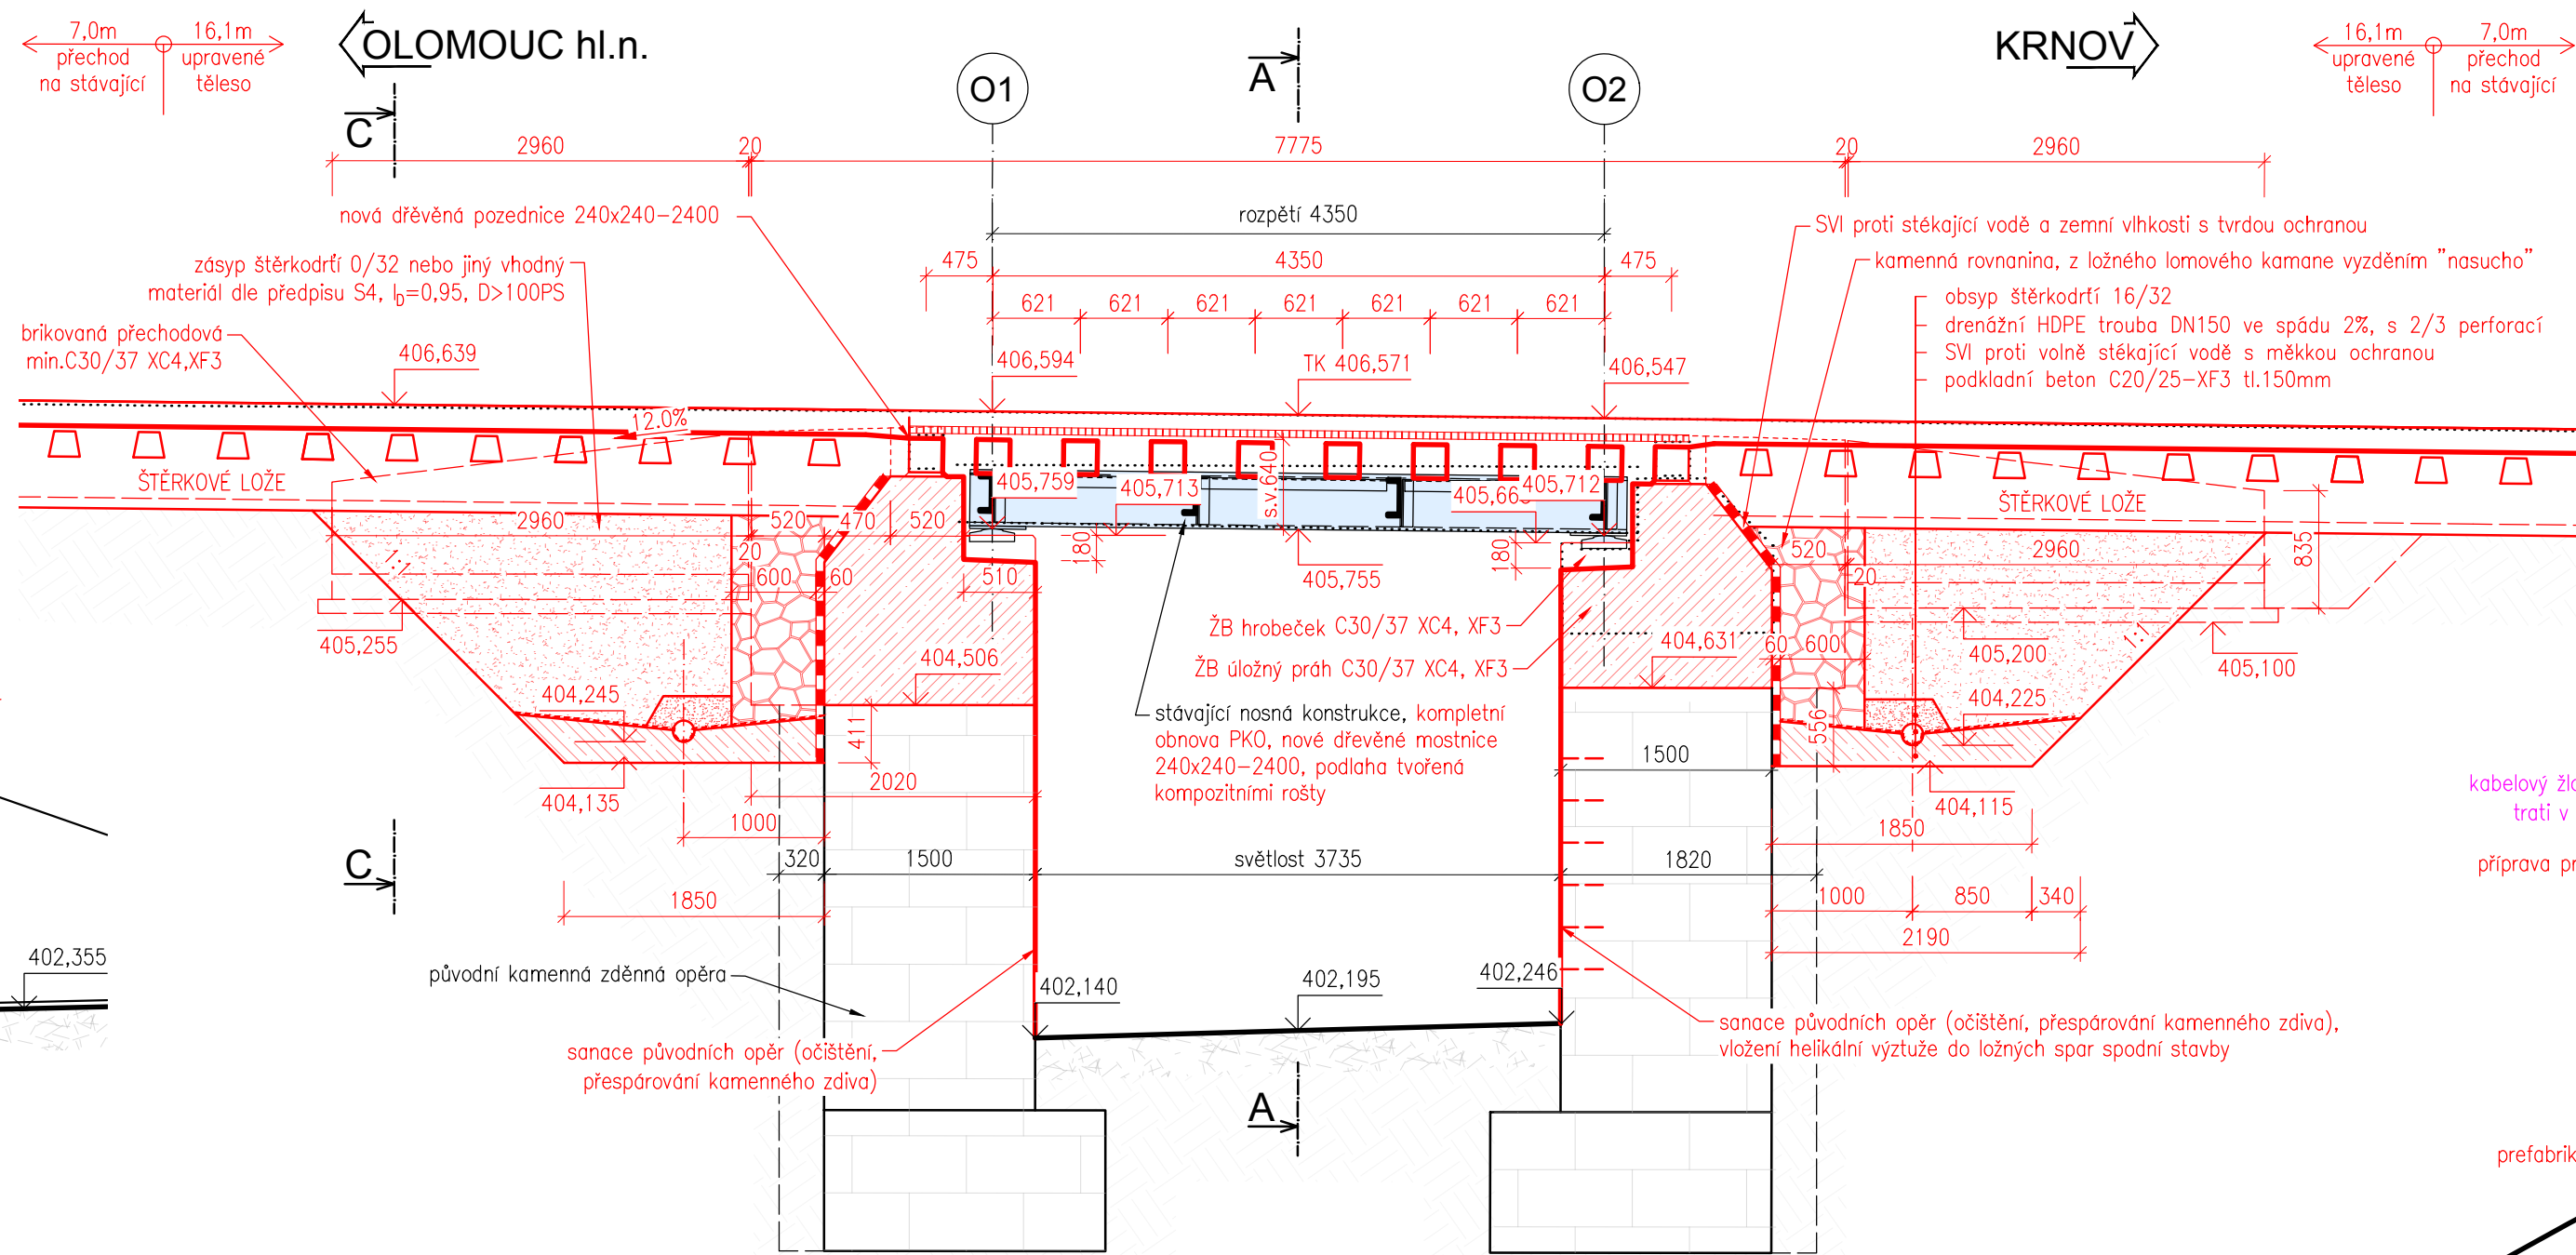 7,0m
přechod
na stávající
16,1m
upravené
těleso
OLOMOUC hl.n.
O1
A
O2
KRNOV
16,1m
upravené
těleso
7,0m
přechod
na stávající
C
2960
20
7775
20
2960
nová dřěvěná pozednice 240x240-2400
rozpětí 4350
SVI proti stékající vodě a zemní vlhkosti s tvrdou ochranou
475
4350
475
kamenná rovnanina, z ložného lomového kamane vyzděním "nasucho"
zásyp štěrkodrťí 0/32 nebo jiný vhodný
materiál dle předpisu S4, ID=0,95, D>100PS
621
621
621
621
621
621
621
obsyp štěrkodrťí 16/32
drenážní HDPE trouba DN150 ve spádu 2%, s 2/3 perforací
SVI proti volně stékající vodě s měkkou ochranou
podkladní beton C20/25-XF3 tl.150mm
brikovaná přechodová
min.C30/37 XC4,XF3
406,639
406,594
TK 406,571
406,547
12.0%
ŠTĚRKOVÉ LOŽE
405,759
405,713
s.v.640
405,66
405,712
ŠTĚRKOVÉ LOŽE
2960
520
470
520
20
600
60
510
180
180
405,755
520
2960
20
835
1:1
405,255
404,506
ŽB hrobeček C30/37 XC4, XF3
ŽB úložný práh C30/37 XC4, XF3
404,631
60
600
405,200
1:1
405,100
404,245
404,225
stávající nosná konstrukce, kompletní
obnova PKO, nové dřevěné mostnice
240x240-2400, podlaha tvořená
kompozitními rošty
411
556
1500
2020
404,135
404,115
1000
1850
kabelový žl
trati v
C
320
1500
světlost 3735
1820
příprava pr
1850
1000
850
340
2190
402,355
původní kamenná zděnná opěra
402,140
402,195
402,246
sanace původních opěr (očištění,
přespárování kamenného zdiva)
sanace původních opěr (očištění, přespárování kamenného zdiva),
vložení helikální výztuže do ložných spar spodní stavby
A
prefabrik